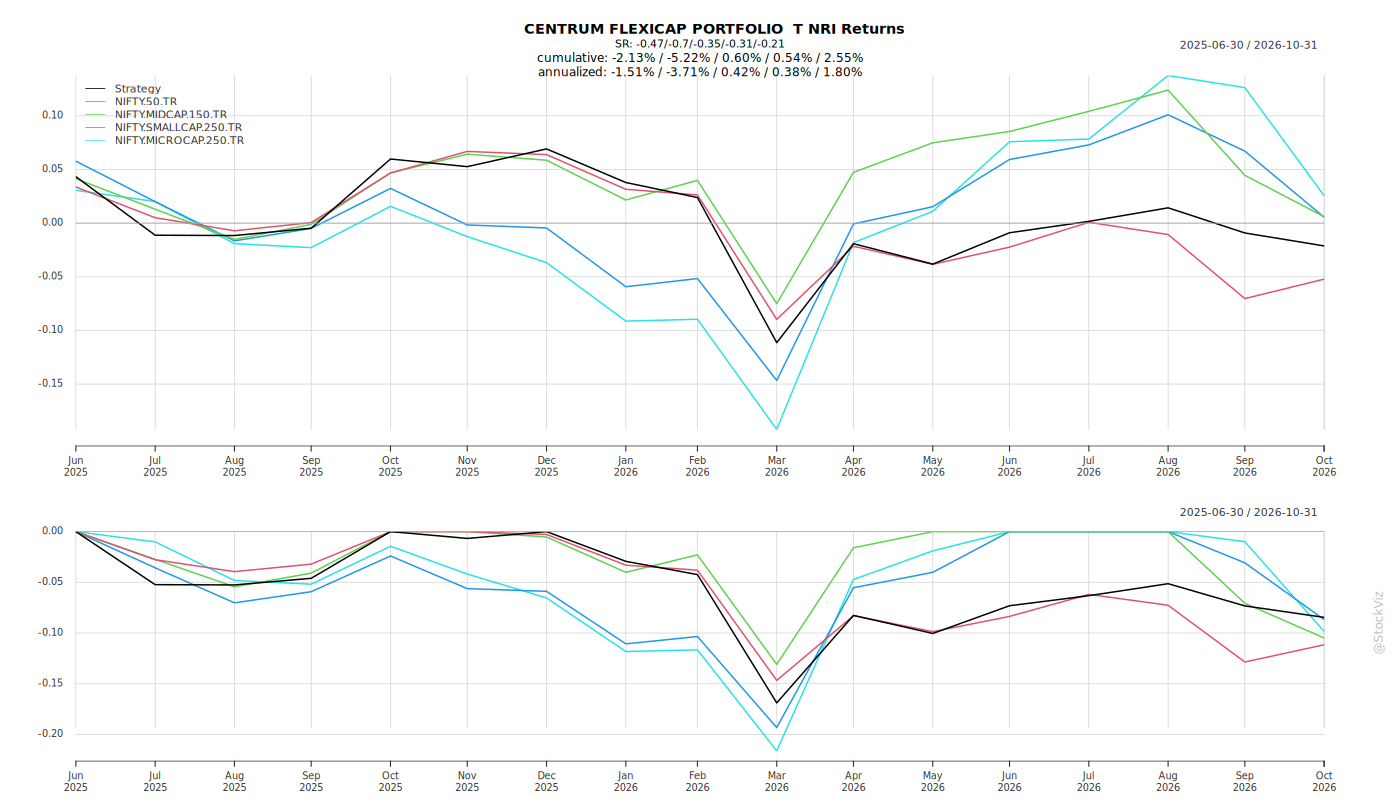 CENTRUM FLEXICAP PORTFOLIO  T NRI Returns
SR: -0.47/-0.7/-0.35/-0.31/-0.21
2025-06-30 / 2026-10-31
cumulative: -2.13% / -5.22% / 0.60% / 0.54% / 2.55%
annualized: -1.51% / -3.71% / 0.42% / 0.38% / 1.80%
Strategy
NIFTY.50.TR
NIFTY.MIDCAP.150.TR
NIFTY.SMALLCAP.250.TR
NIFTY.MICROCAP.250.TR
0.10
0.05
0.00
-0.05
-0.10
-0.15
Jun Jul Aug Sep Oct Nov Dec Jan Feb Mar Apr May Jun Jul Aug Sep Oct
2025 2025 2025 2025 2025 2025 2025 2026 2026 2026 2026 2026 2026 2026 2026 2026 2026
2025-06-30 / 2026-10-31
0.00
-0.05
-0.10
-0.15
-0.20
Jun Jul Aug Sep Oct Nov Dec Jan Feb Mar Apr May Jun Jul Aug Sep Oct
2025 2025 2025 2025 2025 2025 2025 2026 2026 2026 2026 2026 2026 2026 2026 2026 2026
@StockViz